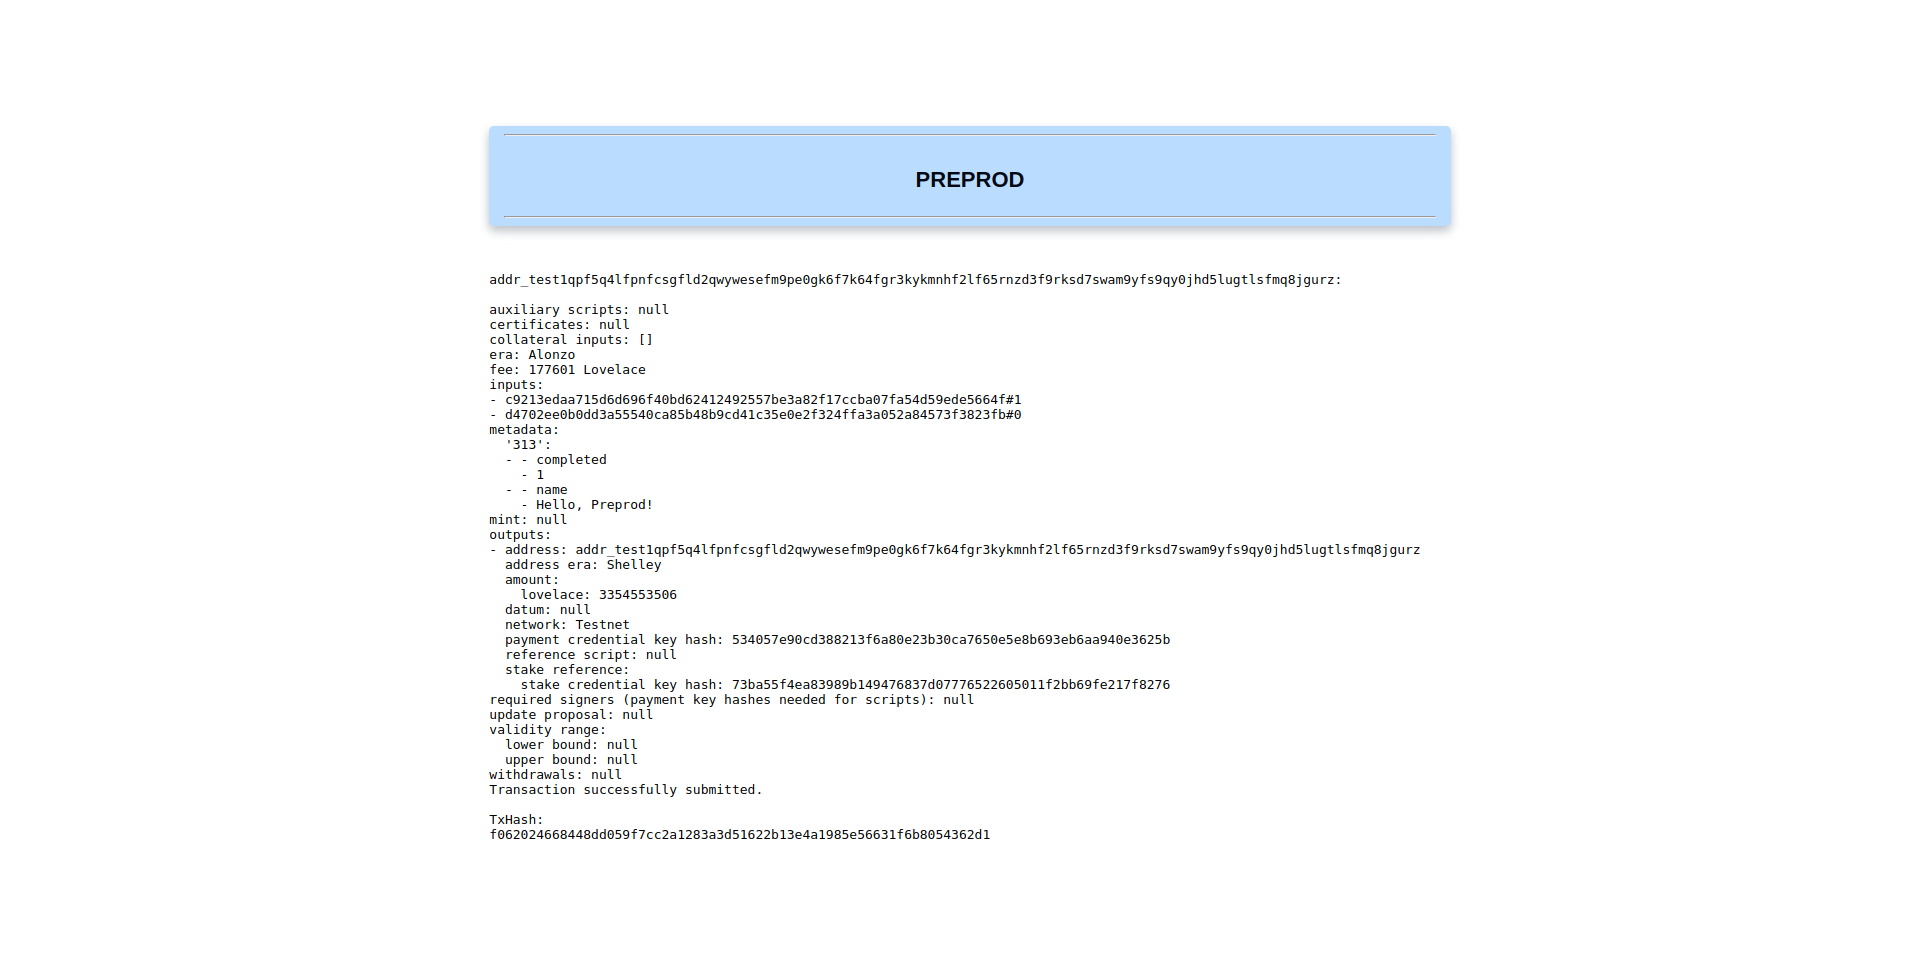 PREPROD
addr_test1qpf5q4lfpnfcsgfld2qwywesefm9pe0gk6f7k64fgr3kykmnhf2lf65rnzd3f9rksd7swam9yfs9qy0jhd5lugtlsfmq8jgurz:
auxiliary scripts: null
certificates: null
collateral inputs: []
era: Alonzo
fee: 177601 Lovelace
inputs:
- c9213edaa715d6d696f40bd62412492557be3a82f17ccba07fa54d59ede5664f#1
- d4702ee0b0dd3a55540ca85b48b9cd41c35e0e2f324ffa3a052a84573f3823fb#0
metadata:
  '313':
  - - completed
    - 1
  - - name
    - Hello, Preprod!
mint: null
outputs:
- address: addr_test1qpf5q4lfpnfcsgfld2qwywesefm9pe0gk6f7k64fgr3kykmnhf2lf65rnzd3f9rksd7swam9yfs9qy0jhd5lugtlsfmq8jgurz
  address era: Shelley
  amount:
    lovelace: 3354553506
  datum: null
  network: Testnet
  payment credential key hash: 534057e90cd388213f6a80e23b30ca7650e5e8b693eb6aa940e3625b
  reference script: null
  stake reference:
    stake credential key hash: 73ba55f4ea83989b149476837d07776522605011f2bb69fe217f8276
required signers (payment key hashes needed for scripts): null
update proposal: null
validity range:
  lower bound: null
  upper bound: null
withdrawals: null
Transaction successfully submitted.
TxHash:
f062024668448dd059f7cc2a1283a3d51622b13e4a1985e56631f6b8054362d1